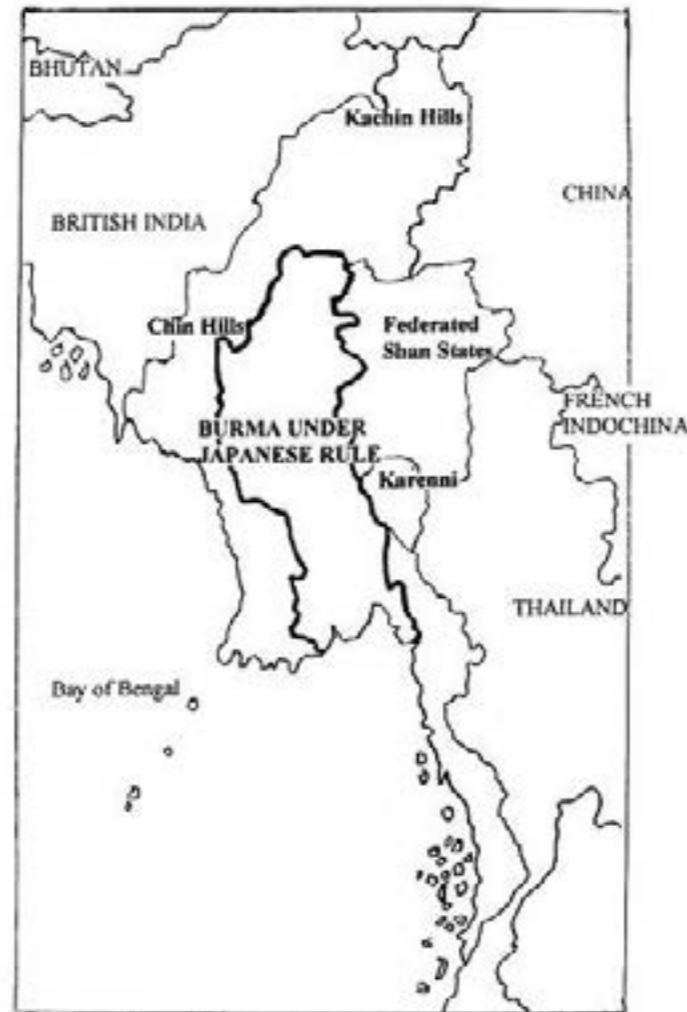 BHUTAN
Kachin Hills
CHINA
BRITISH INDIA
Chin Hills
Federated
Shan States
FRENCH
INDOCHINA
BURMA UNDER
JAPANESE RULE
Karenni
THAILAND
Bay of Bengal